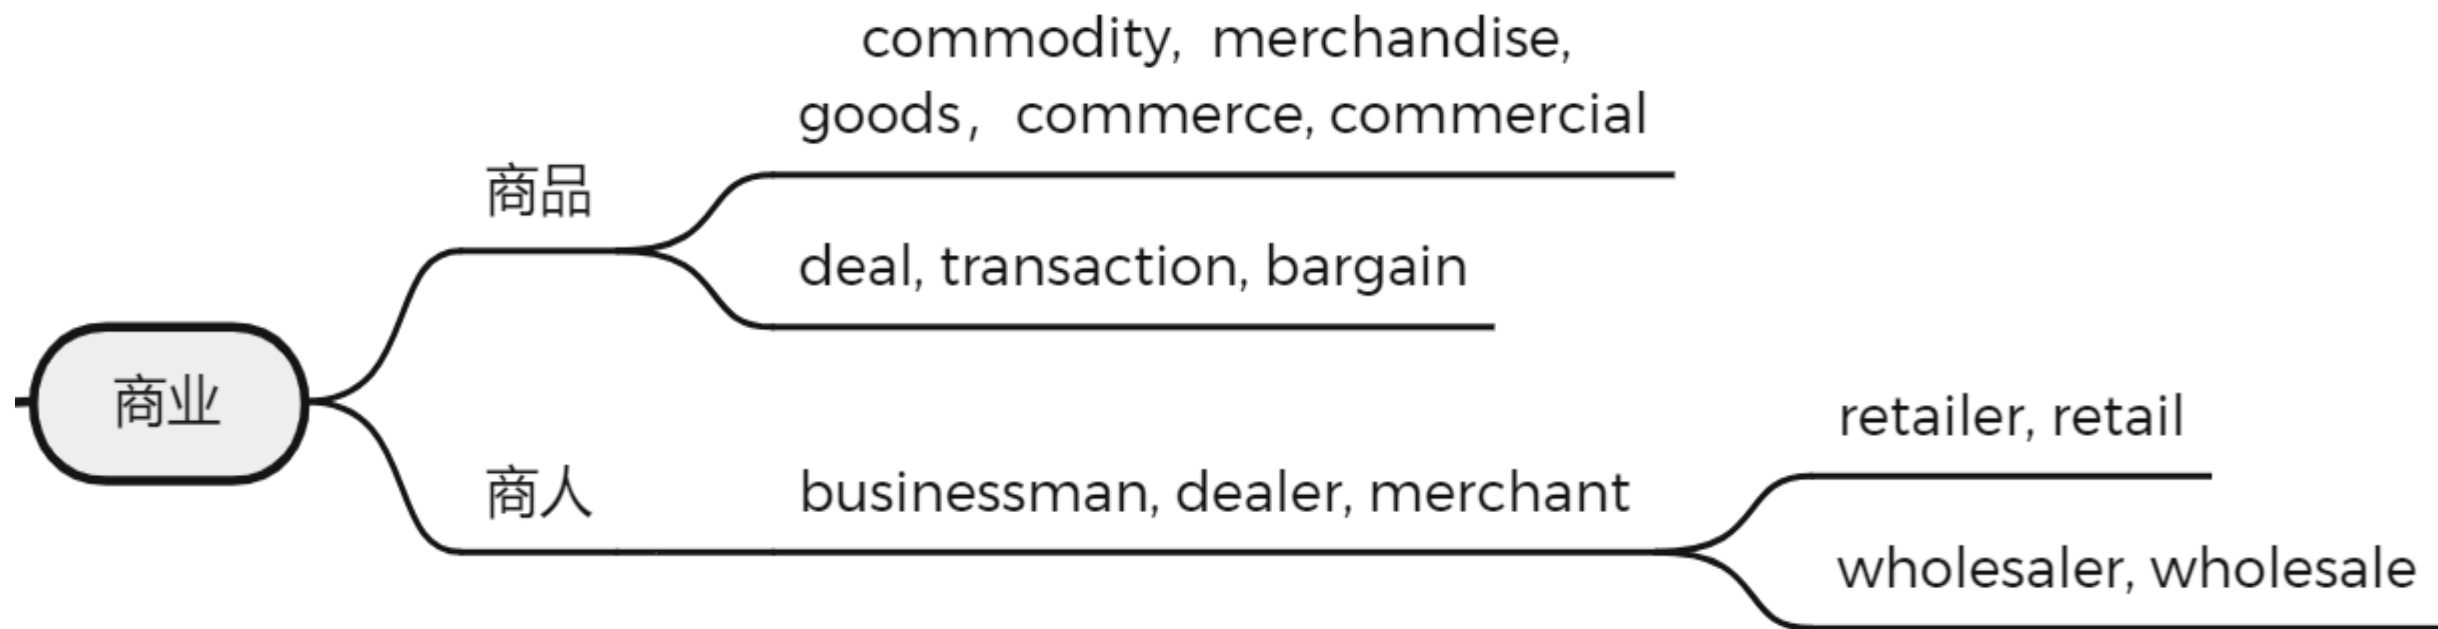 commodity,  merchandise,
goods，commerce, commercial
商品
deal, transaction, bargain
商业
retailer, retail
商人
businessman, dealer, merchant
wholesaler, wholesale